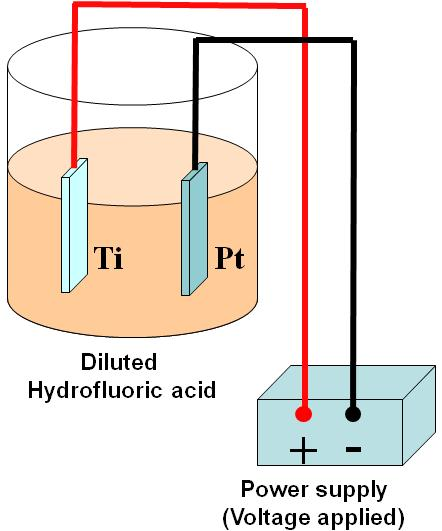 Ti
Pt
Diluted
Hydrofluoric acid
+ -
Power supply
(Voltage applied)